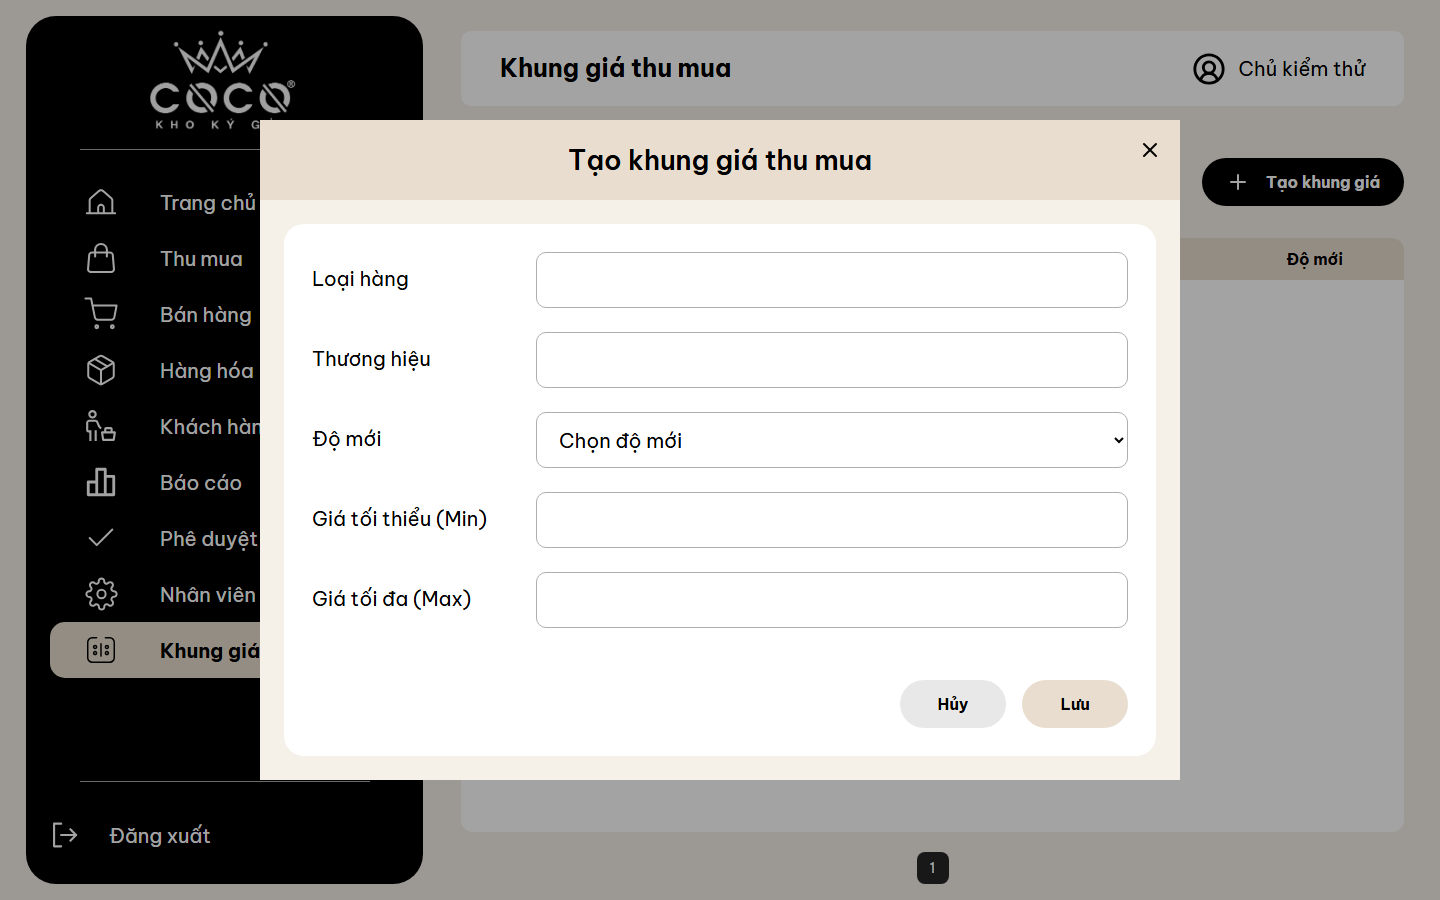 COCO®
KHO KÝ G
Trang chủ
Thu mua
Bán hàng
Hàng hóa
Khách hàn
Báo cáo
Phê duyệt
Nhân viên
Khung giá
Đăng xuất
Khung giá thu mua
Chủ kiểm thử
Tạo khung giá
Độ mới
Tạo khung giá thu mua
Loại hàng
Thương hiệu
Độ mới
Chọn độ mới
Giá tối thiểu (Min)
Giá tối đa (Max)
Hủy
Lưu
1